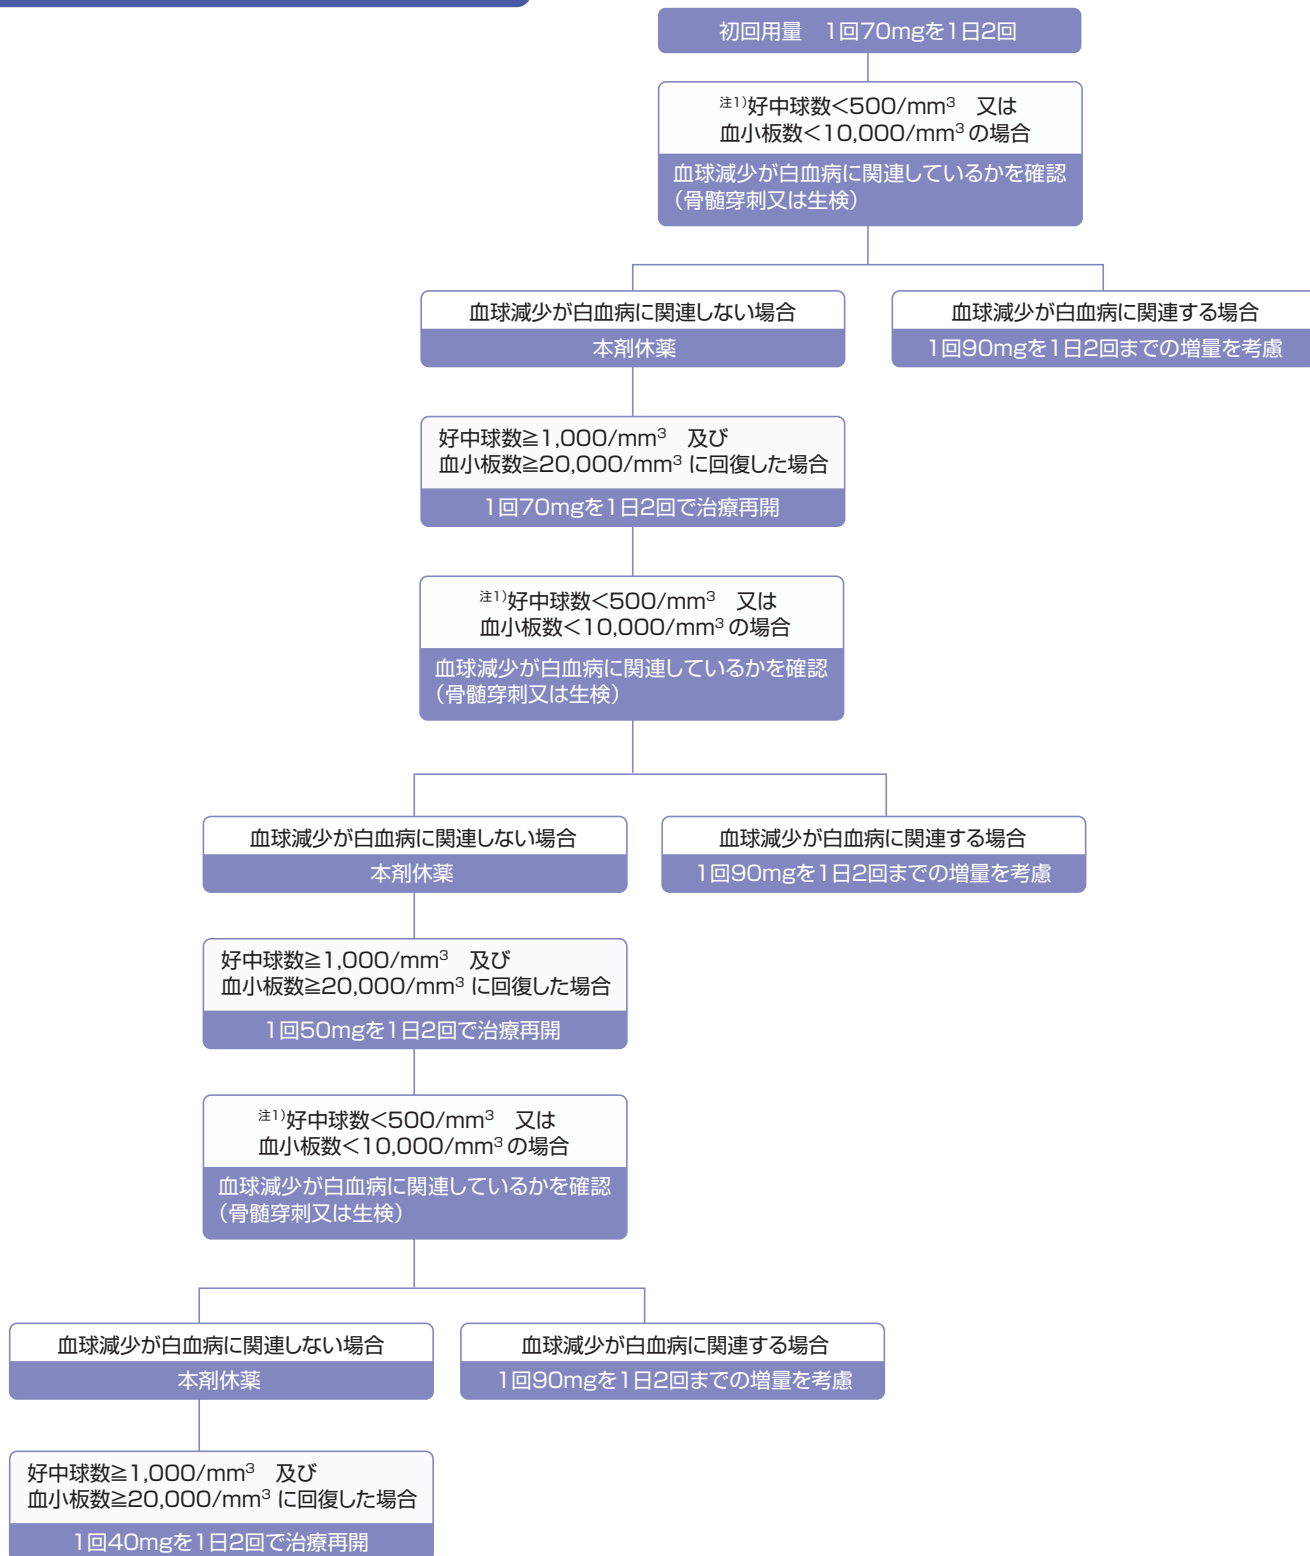 初回用量　1回70mgを1日2回
注1)好中球数＜500/mm³　又は
血小板数＜10,000/mm³の場合
血球減少が白血病に関連しているかを確認
（骨髄穿刺又は生検）
血球減少が白血病に関連しない場合
本剤休薬
血球減少が白血病に関連する場合
1回90mgを1日2回までの増量を考慮
好中球数≧1,000/mm³　及び
血小板数≧20,000/mm³ に回復した場合
1回70mgを1日2回で治療再開
注1)好中球数＜500/mm³　又は
血小板数＜10,000/mm³の場合
血球減少が白血病に関連しているかを確認
（骨髄穿刺又は生検）
血球減少が白血病に関連しない場合
本剤休薬
血球減少が白血病に関連する場合
1回90mgを1日2回までの増量を考慮
好中球数≧1,000/mm³　及び
血小板数≧20,000/mm³ に回復した場合
1回50mgを1日2回で治療再開
注1)好中球数＜500/mm³　又は
血小板数＜10,000/mm³の場合
血球減少が白血病に関連しているかを確認
（骨髄穿刺又は生検）
血球減少が白血病に関連しない場合
本剤休薬
血球減少が白血病に関連する場合
1回90mgを1日2回までの増量を考慮
好中球数≧1,000/mm³　及び
血小板数≧20,000/mm³ に回復した場合
1回40mgを1日2回で治療再開